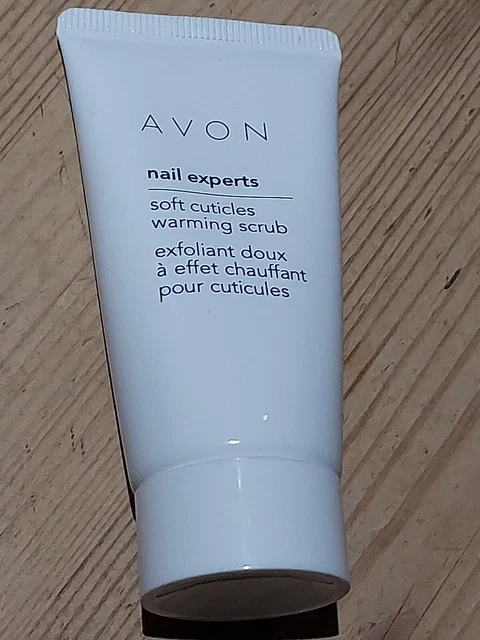 AVON
nail experts
soft cuticles
warming scrub
exfoliant doux
à effet chauffant
pour cuticules